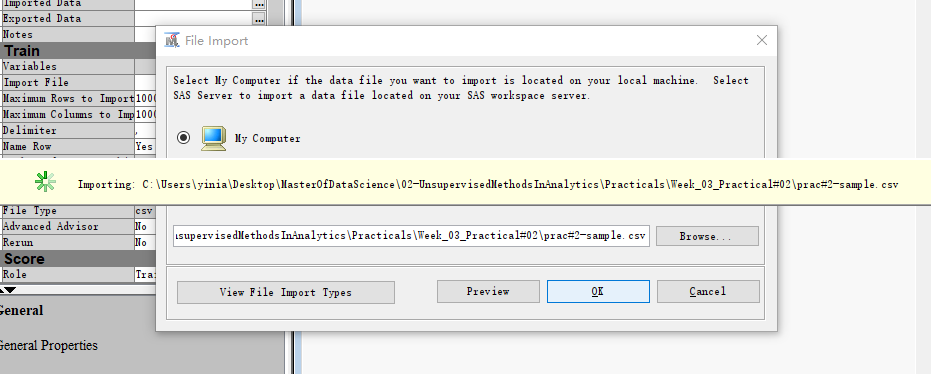 Imported Data ...
Exported Data ...
Notes
Train
Variables
Import File
Maximum Rows to Import 1000
Maximum Columns to Imp 1000
Delimiter ,
Name Row Yes
File Type csv
Advanced Advisor No
Rerun No
Score
Role Tra
General
General Properties
File Import
Select My Computer if the data file you want to import is located on your local machine. Select
SAS Server to import a data file located on your SAS workspace server.
My Computer
Importing: C:\Users\yinia\Desktop\MasterOfDataScience\02-UnsupervisedMethodsInAnalytics\Practicals\Week_03_Practical#02\prac#2-sample.csv
supervisedMethodsInAnalytics\Practicals\Week_03_Practical#02\prac#2-sample.csv
Browse...
View File Import Types
Preview
OK
Cancel